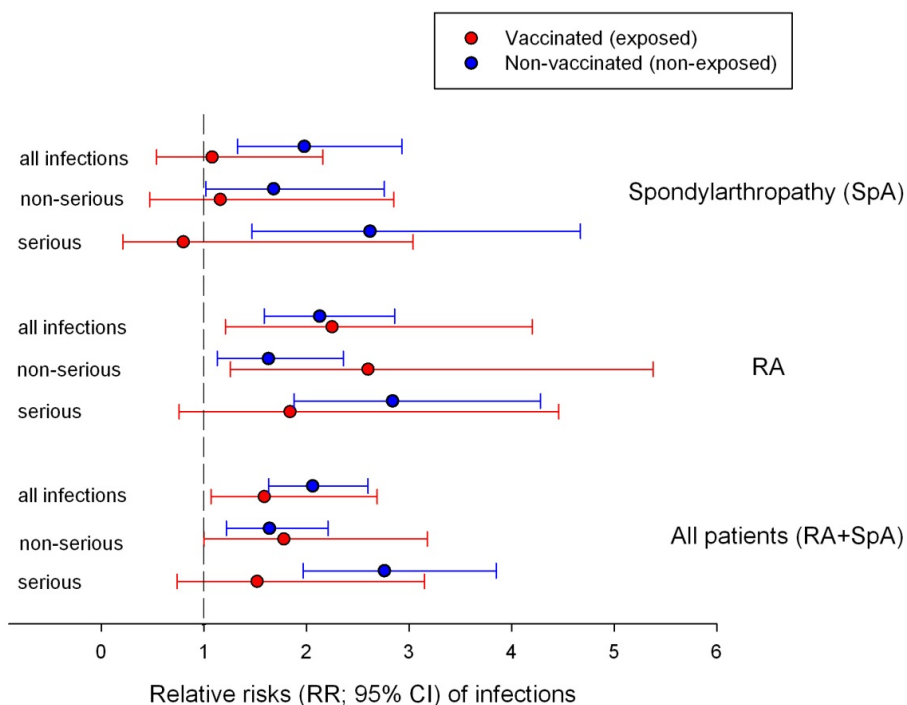 Vaccinated (exposed)
Non-vaccinated (non-exposed)
all infections
non-serious
Spondylarthropathy (SpA)
serious
all infections
non-serious
RA
serious
all infections
non-serious
All patients (RA+SpA)
serious
0 1 2 3 4 5 6
Relative risks (RR; 95% CI) of infections